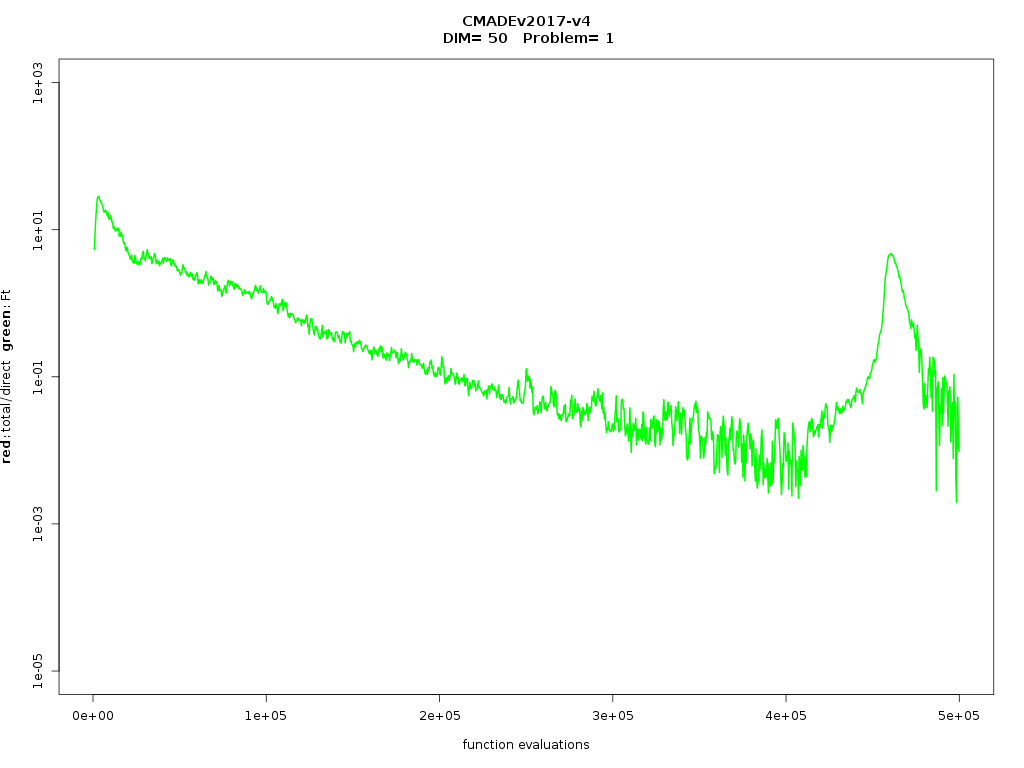 CMADEv2017-v4
DIM= 50 Problem= 1
1e+03
1e+01
1e-01
1e-03
1e-05
red: total/direct green: Ft
0e+00 1e+05 2e+05 3e+05 4e+05 5e+05
function evaluations